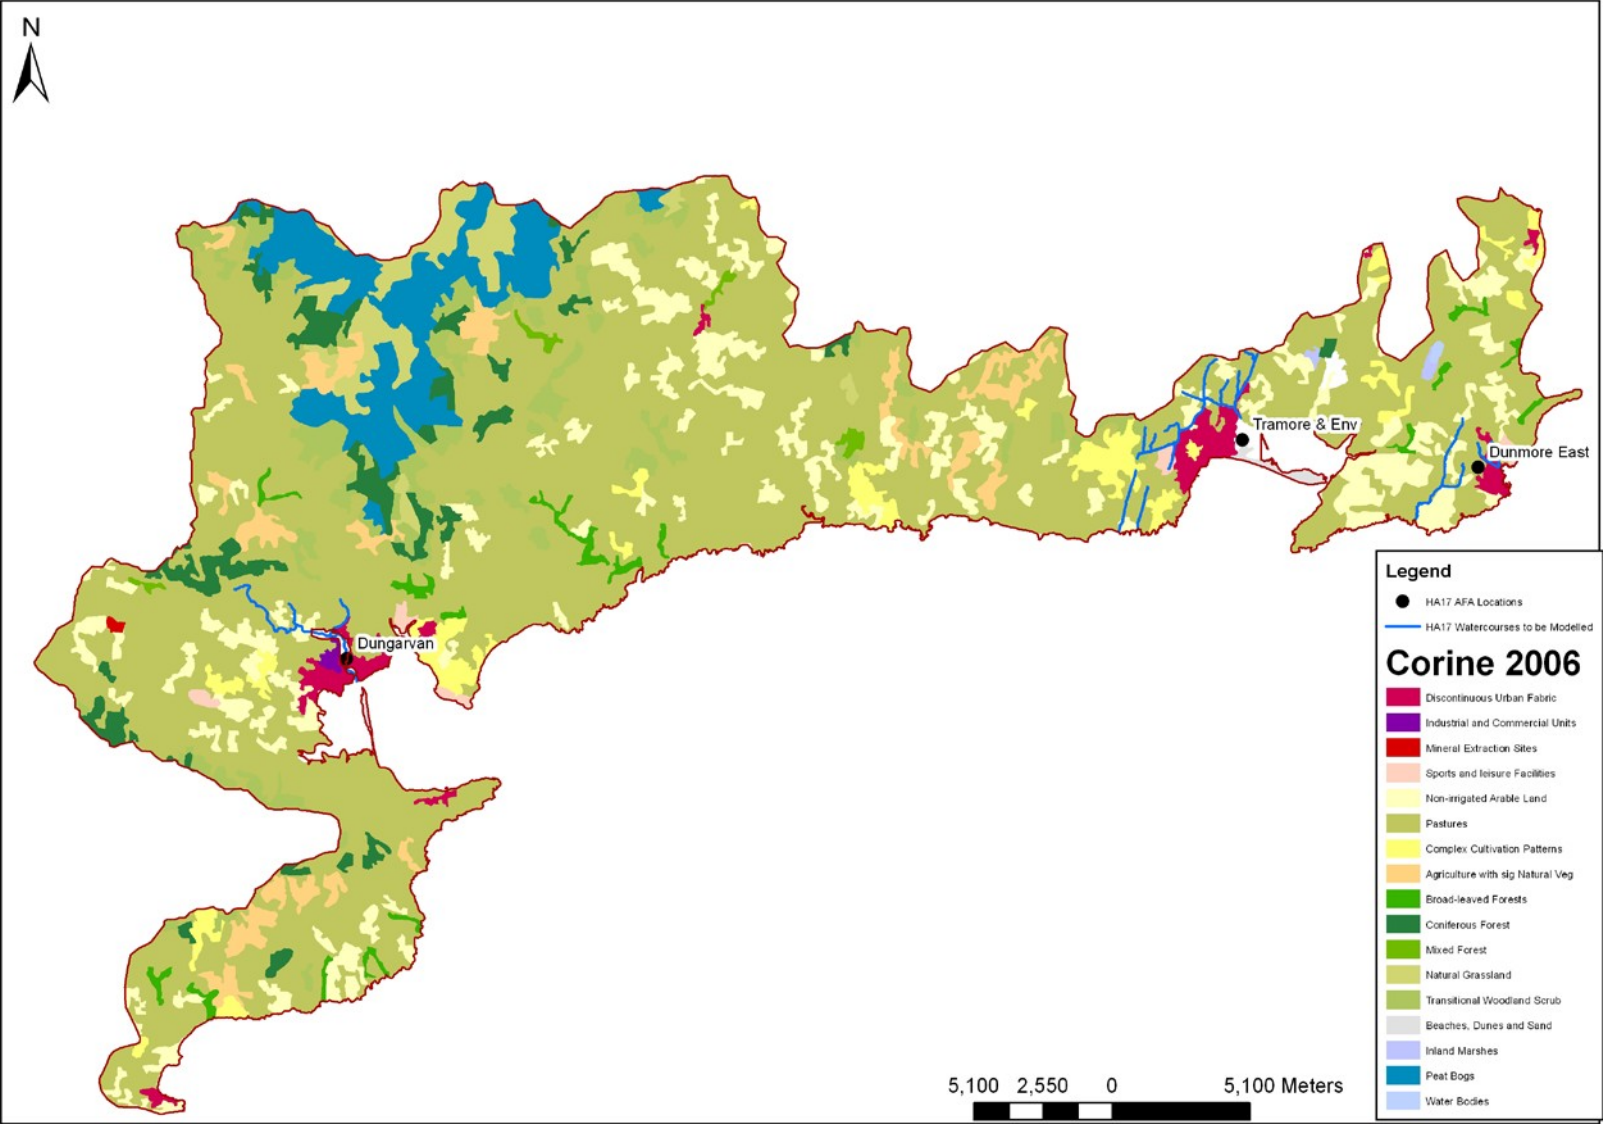 N
Tramore & Env
Dunmore East
Dungarvan
Legend
HA17 AFA Locations
HA17 Watercourses to be Modelled
Corine 2006
Discontinuous Urban Fabric
Industrial and Commercial Units
Mineral Extraction Sites
Sports and leisure Facilities
Non-irrigated Arable Land
Pastures
Complex Cultivation Patterns
Agriculture with sig Natural Veg
Broad-leaved Forests
Coniferous Forest
Mixed Forest
Natural Grassland
Transitional Woodland Scrub
Beaches, Dunes and Sand
Inland Marshes
Peat Bogs
Water Bodies
5,100 2,550 0 5,100 Meters